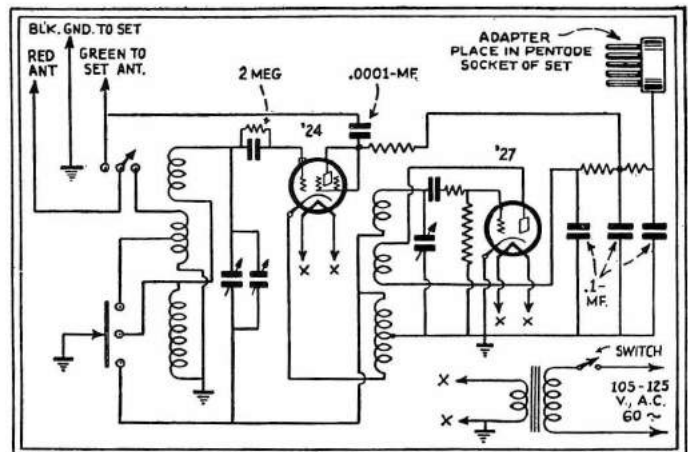 BLK. GND. TO SET
RED
ANT
GREEN TO
SET ANT.
2 MEG
.0001-MF.
ADAPTER
PLACE IN PENTODE
SOCKET OF SET
'24
'27
X X
X X
.1-
MF.
X
X
SWITCH
105-125
V., A.C.
60 ~